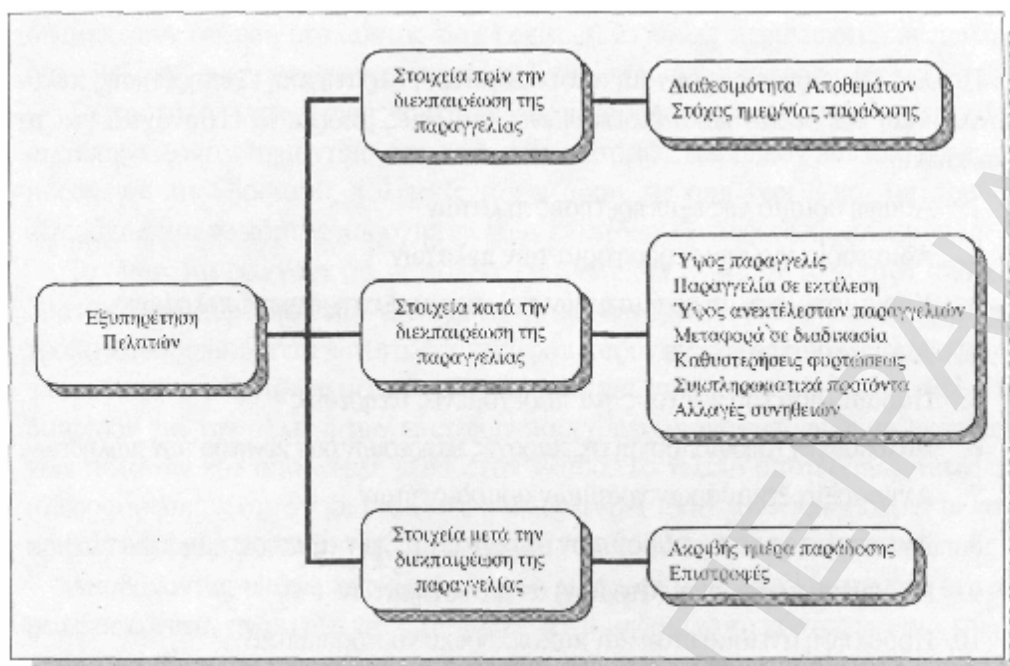 Στοιχεία πρίν την
διεκπαιρέωση της
παραγγελίας
Διαθεσιμότητα Αποθεμάτων
Στόχος ημερ/νίας παράδοσης
Εξυπηρέτηση
Πελατών
Στοιχεία κατά την
διεκπαιρέωση της
παραγγελίας
Ύψος παραγγελίς
Παραγγελία σε εκτέλεση
Ύψος ανεκτέλεστων παραγγελιών
Μεταφορά σε διαδικασία
Καθυστερήσεις φορτώσης
Συμπληρωματικά προϊόντα
Αλλαγές συνηθειών
Στοιχεία μετά την
διεκπαιρέωση της
παραγγελίας
Ακριβής ημέρα παράδοσης
Επιστροφές